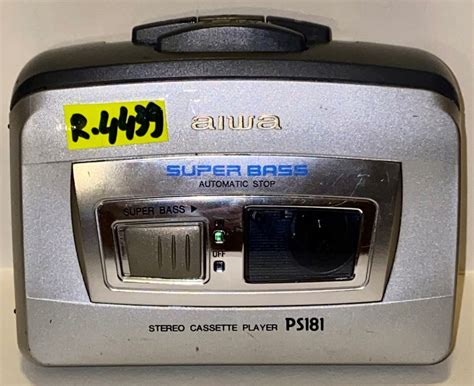 R.4439
aiwa
SUPER BASS
AUTOMATIC STOP
SUPER BASS ▶
OFF
STEREO CASSETTE PLAYER PS181